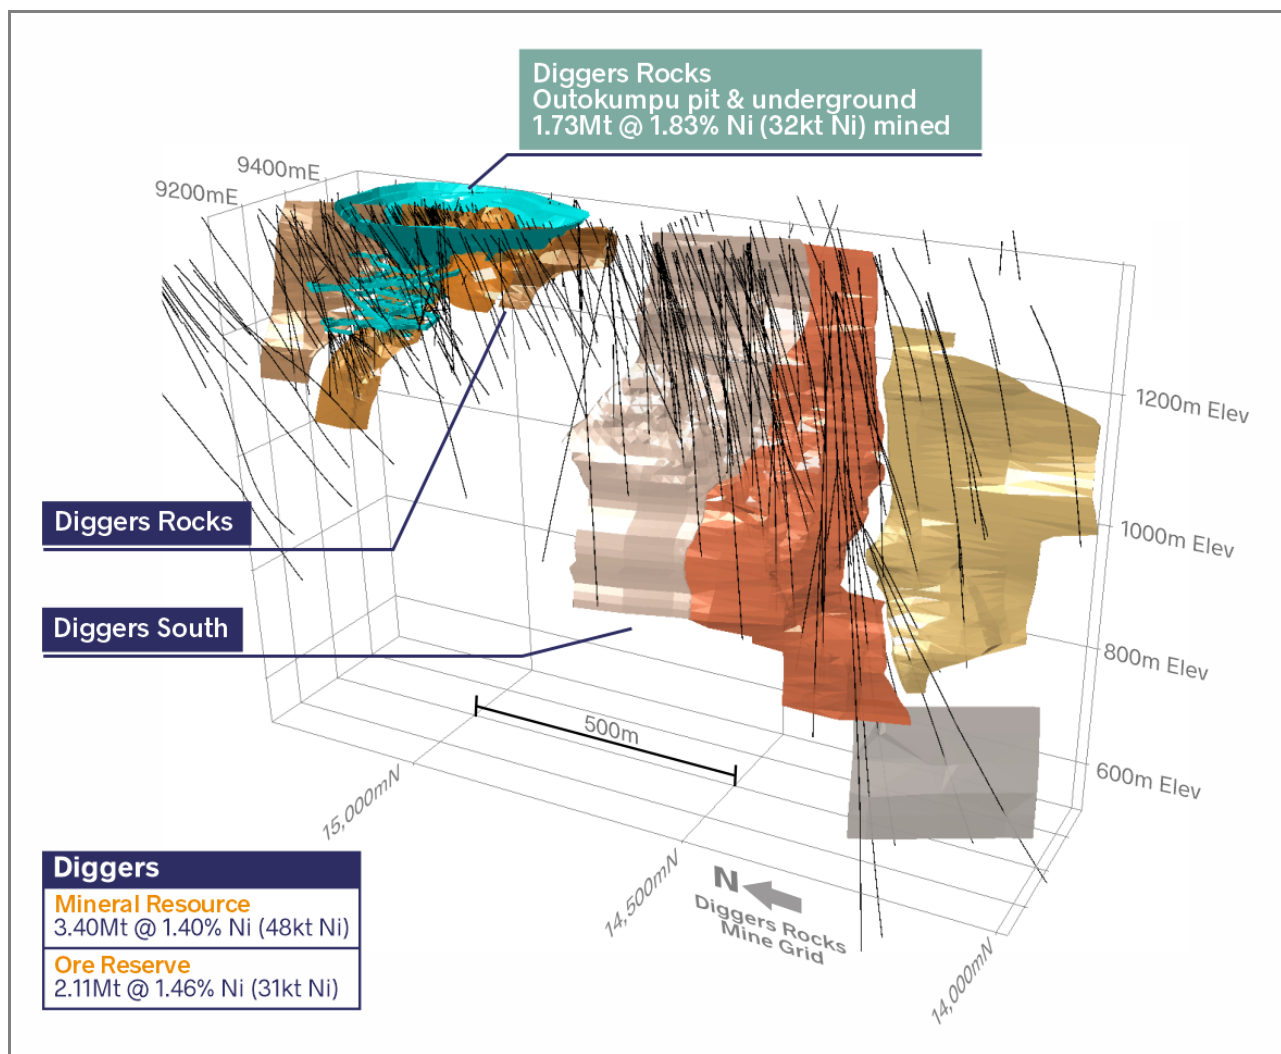 Diggers Rocks
Outokumpu pit & underground
1.73Mt @ 1.83% Ni (32kt Ni) mined
9400mE
9200mE
1200m Elev
Diggers Rocks
1000m Elev
Diggers South
800m Elev
500m
600m Elev
15,000mN
14,500mN
N
Diggers Rocks
Mine Grid
14,000mN
Diggers
Mineral Resource
3.40Mt @ 1.40% Ni (48kt Ni)
Ore Reserve
2.11Mt @ 1.46% Ni (31kt Ni)